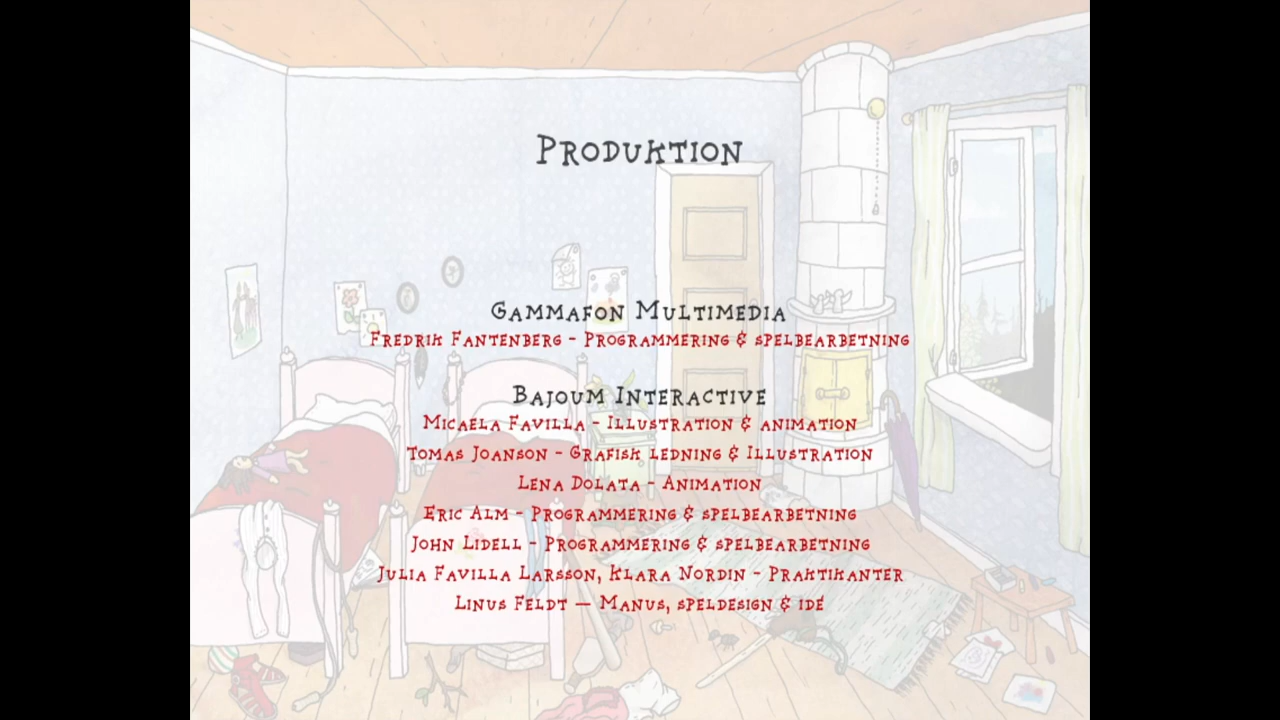 Produktion
Gammafon Multimedia
Fredrik Fantenberg - Programmering & spelbearbetning
Bajoum Interactive
Micaela Favilla - Illustration & animation
Tomas Joanson - Grafisk ledning & Illustration
Lena Dolata - Animation
Eric Alm - Programmering & spelbearbetning
John Lidell - Programmering & spelbearbetning
Julia Favilla Larsson, Klara Nordin - Praktikanter
Linus Feldt — Manus, speldesign & idé